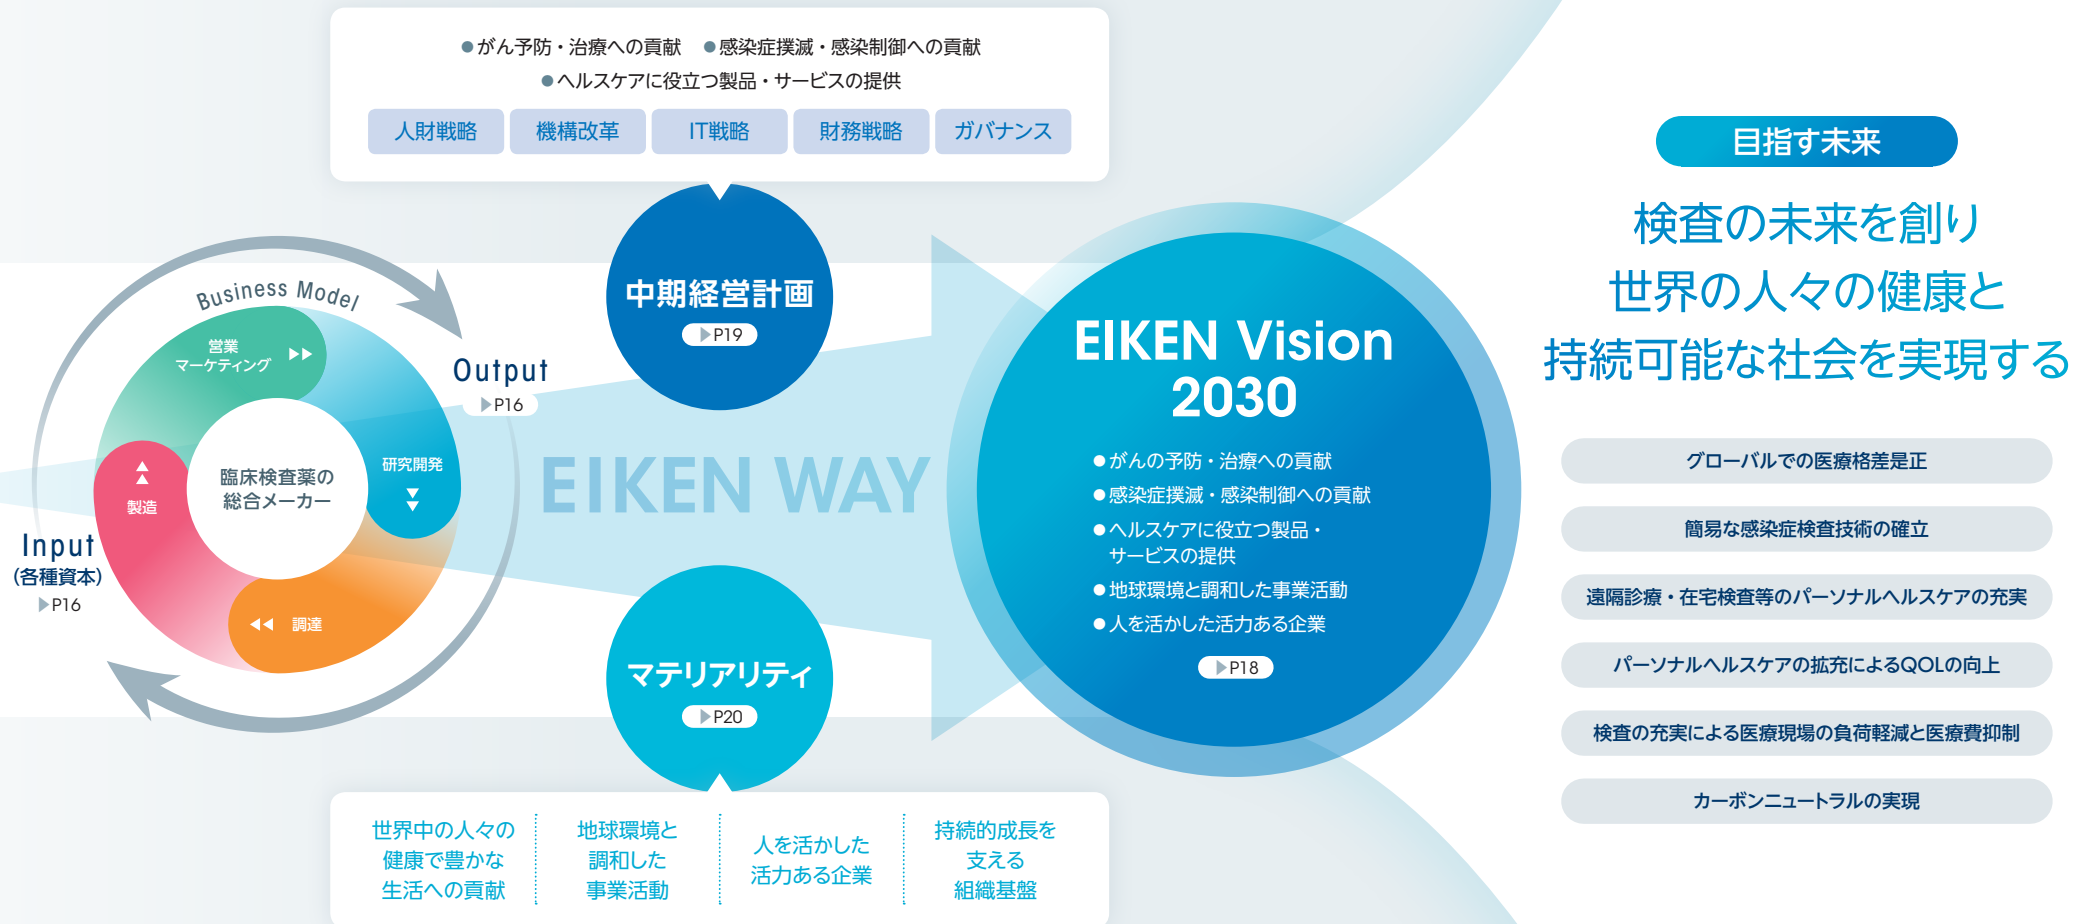 ●がん予防・治療への貢献 ●感染症撲滅・感染制御への貢献
●ヘルスケアに役立つ製品・サービスの提供
人財戦略 機構改革 IT戦略 財務戦略 ガバナンス
中期経営計画
▶P19
Business Model
営業
マーケティング ▶▶
研究開発
製造
調達
臨床検査薬の
総合メーカー
Input
(各種資本)
▶P16
Output
▶P16
EIKEN WAY
マテリアリティ
▶P20
世界中の人々の
健康で豊かな
生活への貢献
地球環境と
調和した
事業活動
人を活かした
活力ある企業
持続的成長を
支える
組織基盤
EIKEN Vision
2030
●がんの予防・治療への貢献
●感染症撲滅・感染制御への貢献
●ヘルスケアに役立つ製品・
サービスの提供
●地球環境と調和した事業活動
●人を活かした活力ある企業
▶P18
目指す未来
検査の未来を創り
世界の人々の健康と
持続可能な社会を実現する
グローバルでの医療格差是正
簡易な感染症検査技術の確立
遠隔診療・在宅検査等のパーソナルヘルスケアの充実
パーソナルヘルスケアの拡充によるQOLの向上
検査の充実による医療現場の負荷軽減と医療費抑制
カーボンニュートラルの実現